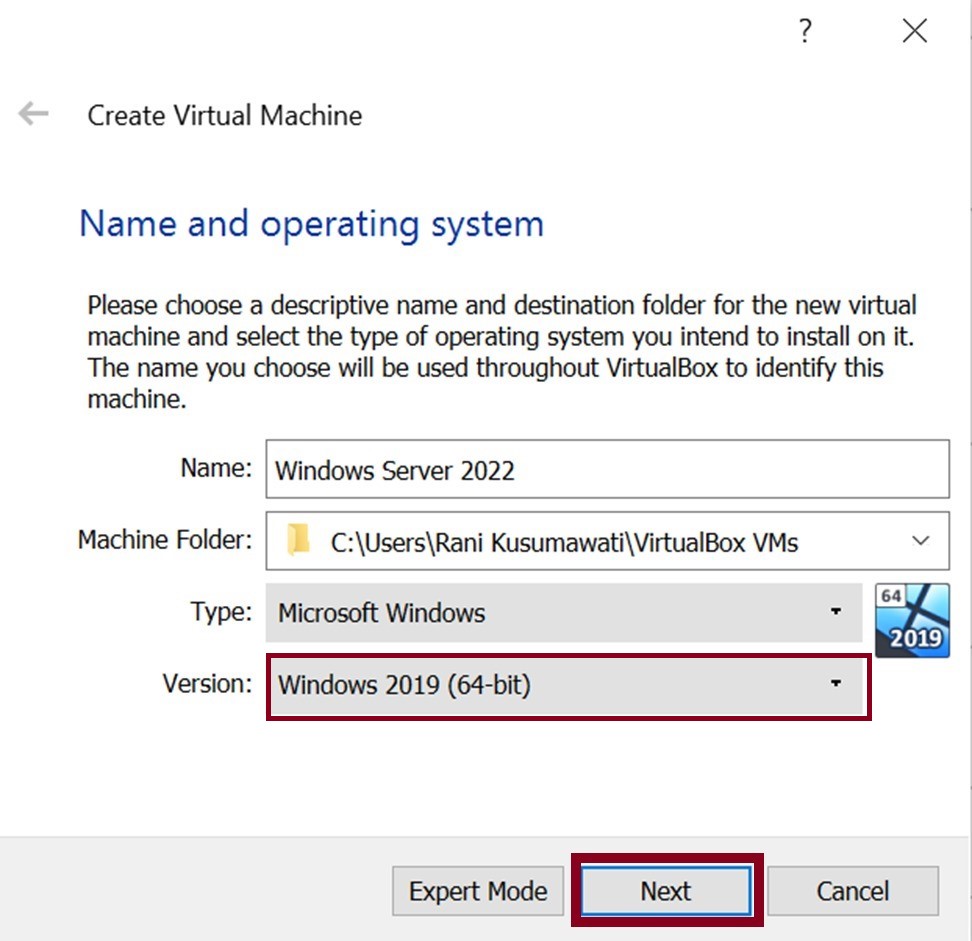 ?
Create Virtual Machine
Name and operating system
Please choose a descriptive name and destination folder for the new virtual
machine and select the type of operating system you intend to install on it.
The name you choose will be used throughout VirtualBox to identify this
machine.
Name: Windows Server 2022
Machine Folder: C:\Users\Rani Kusumawati\VirtualBox VMs
Type: Microsoft Windows
64
2019
Version: Windows 2019 (64-bit)
Expert Mode Next Cancel